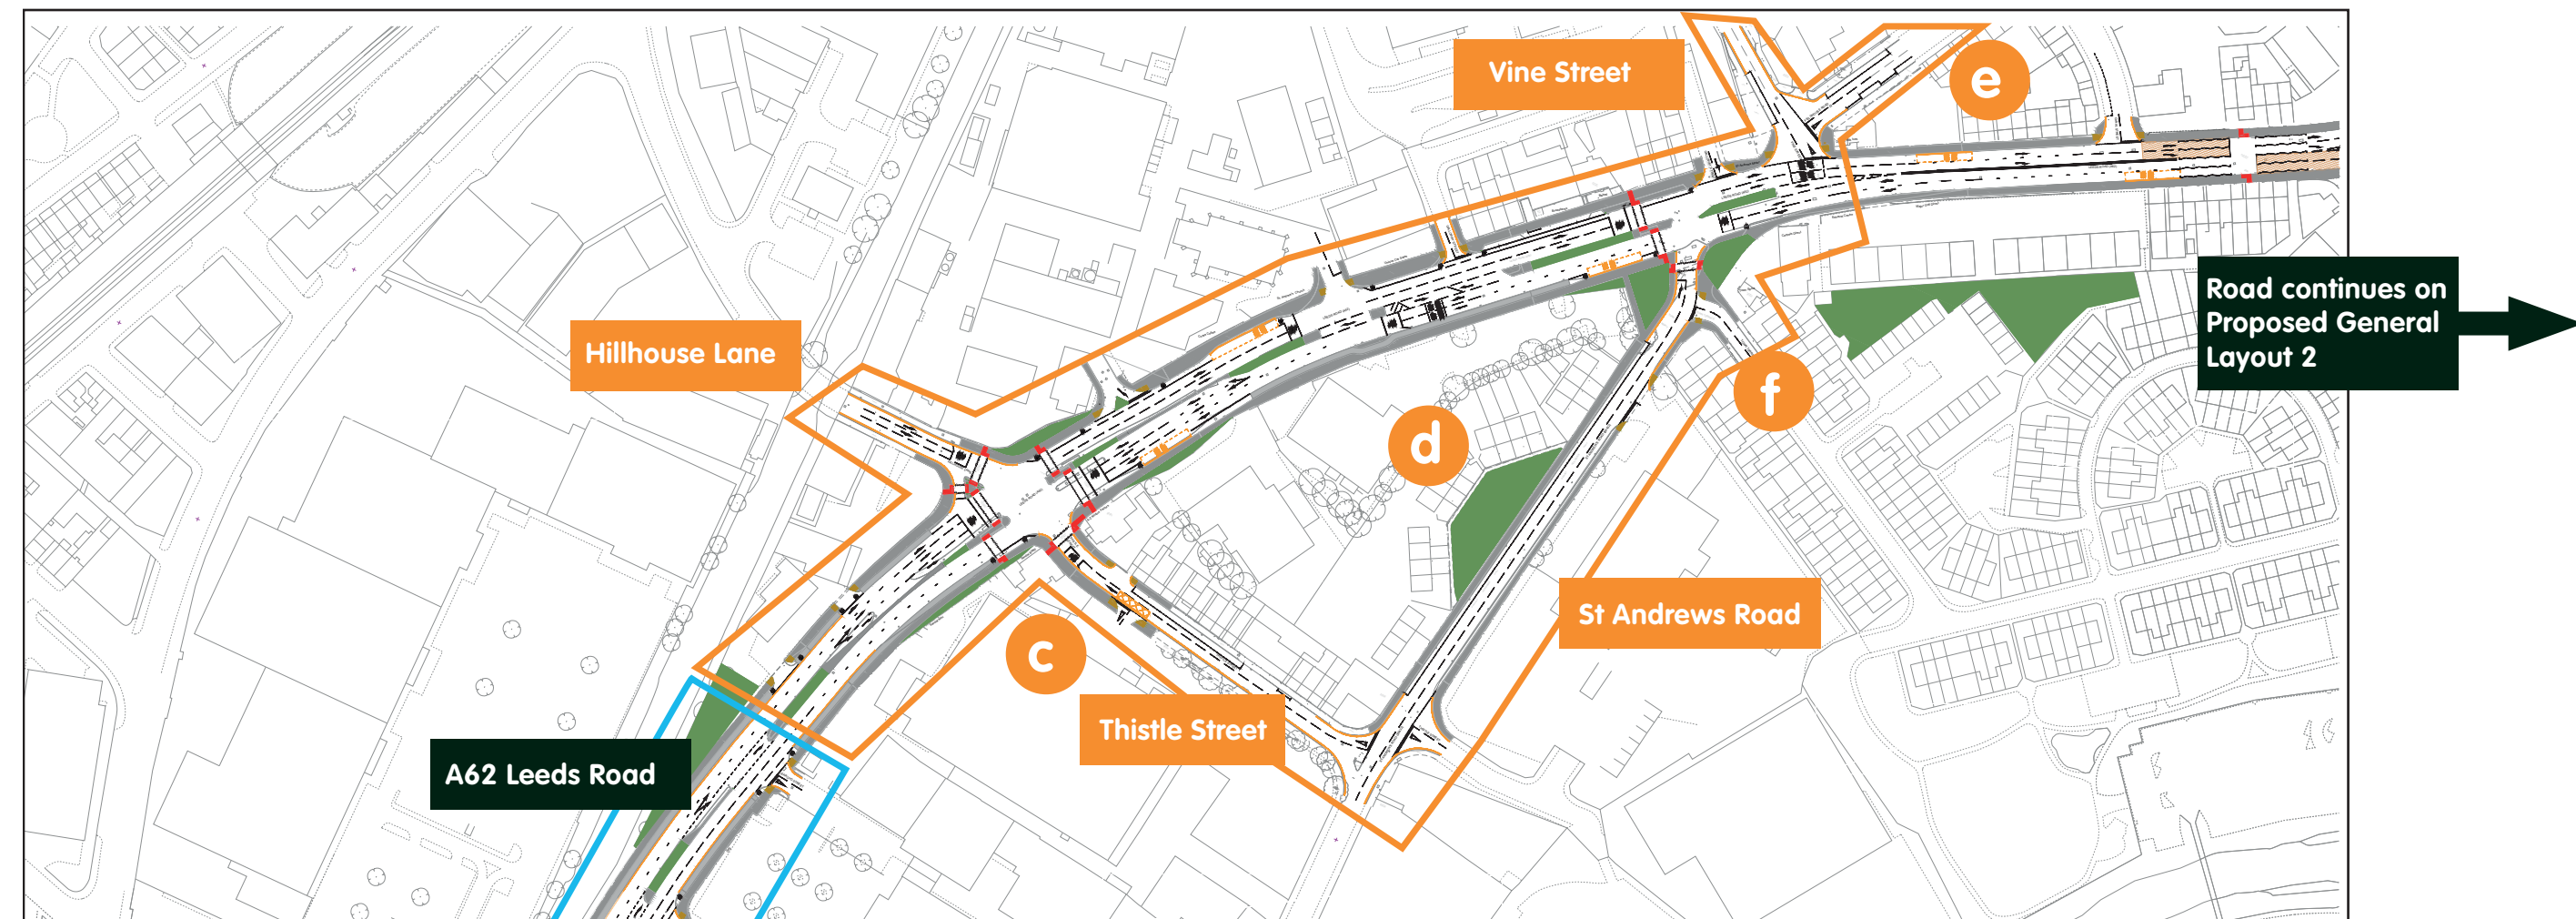 Vine Street
e
Road continues on
Proposed General
Layout 2
Hillhouse Lane
f
d
St Andrews Road
c
Thistle Street
A62 Leeds Road